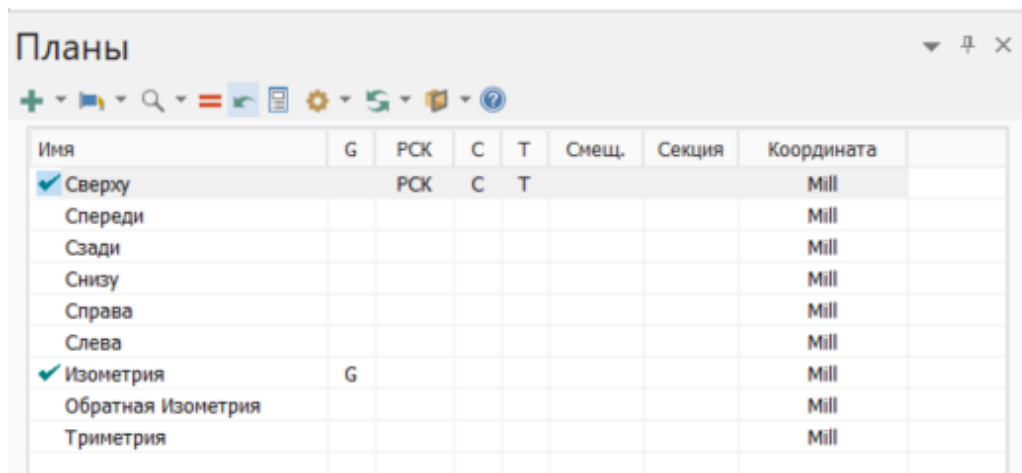 Планы
Имя G РСК С Т Смещ. Секция Координата
Сверху РСК С Т Mill
Спереди Mill
Сзади Mill
Снизу Mill
Справа Mill
Слева Mill
Изометрия G Mill
Обратная Изометрия Mill
Триметрия Mill